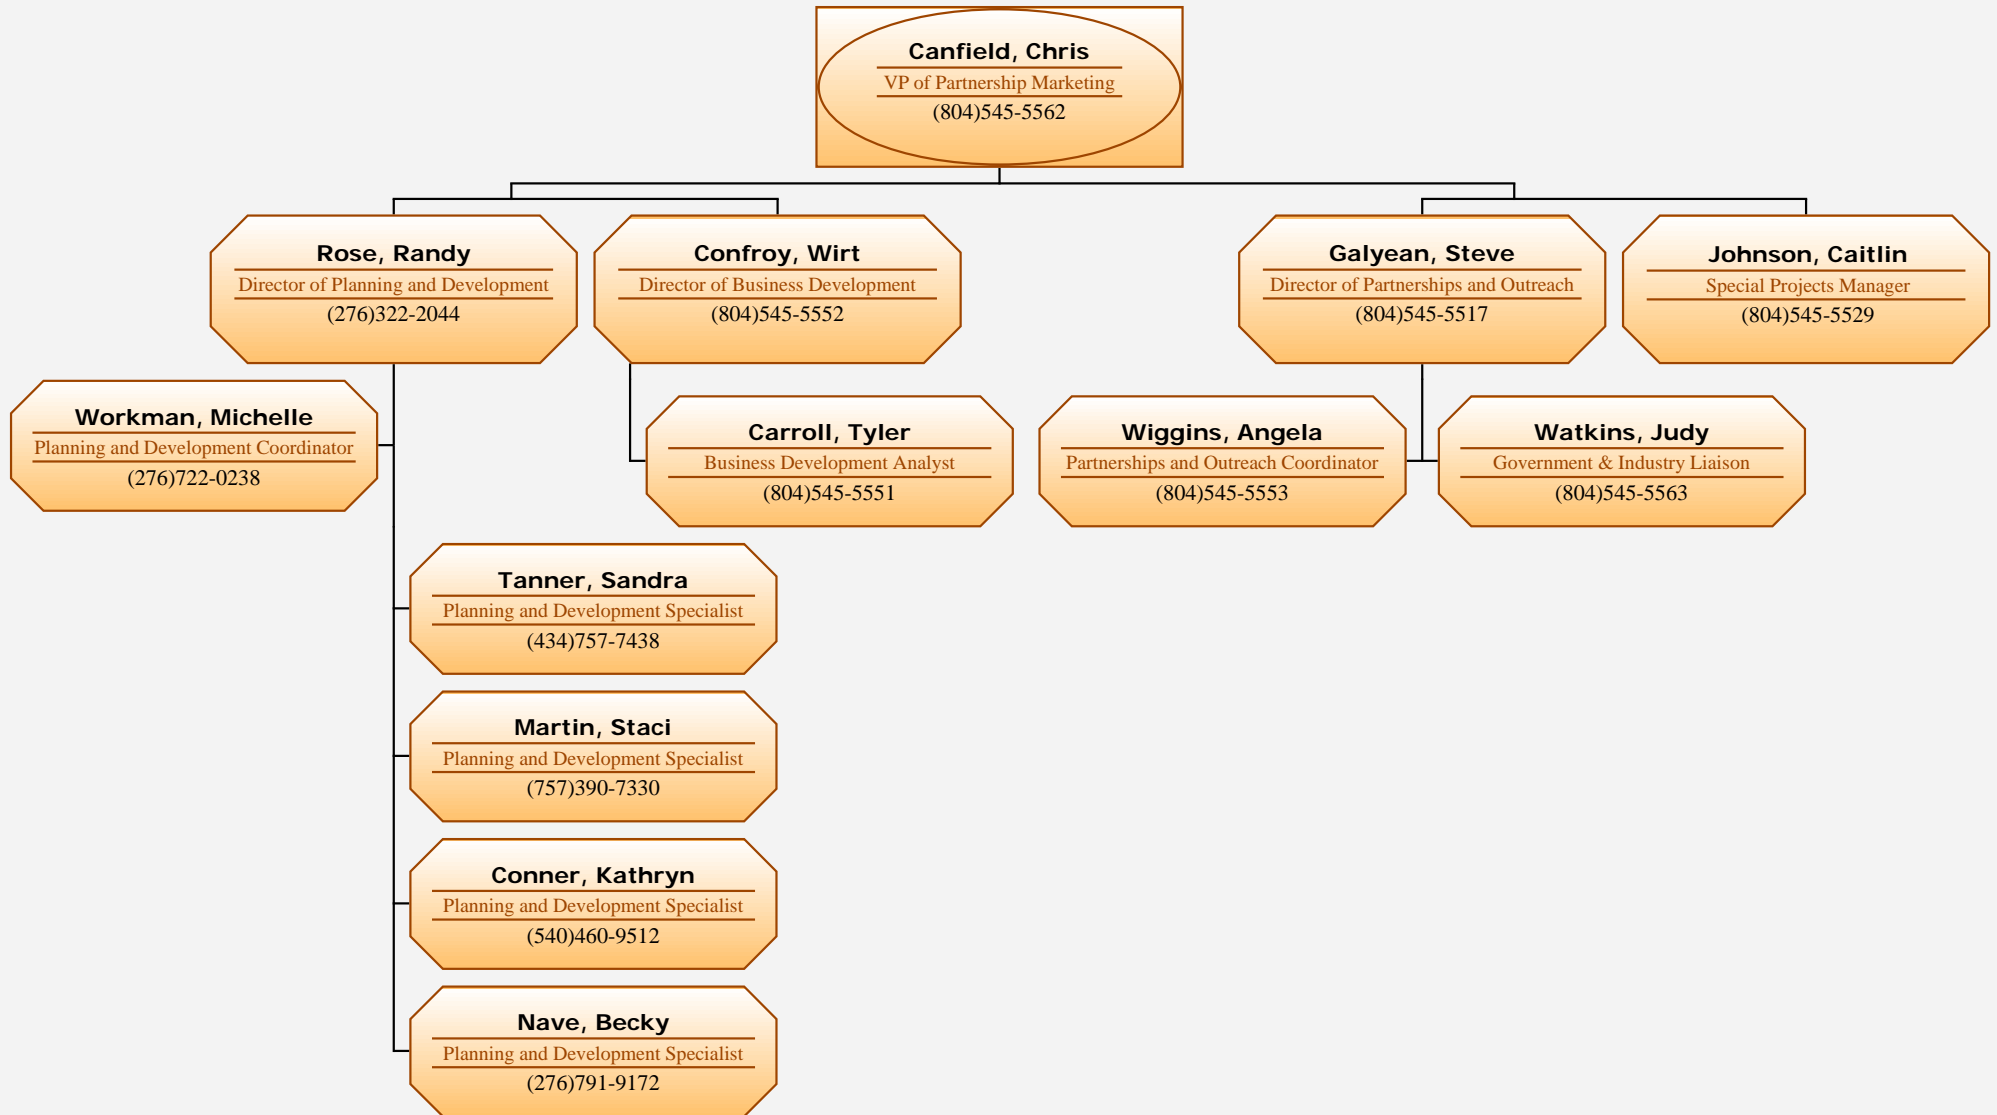 Canfield, Chris
VP of Partnership Marketing
(804)545-5562
Rose, Randy
Director of Planning and Development
(276)322-2044
Confroy, Wirt
Director of Business Development
(804)545-5552
Galyean, Steve
Director of Partnerships and Outreach
(804)545-5517
Johnson, Caitlin
Special Projects Manager
(804)545-5529
Workman, Michelle
Planning and Development Coordinator
(276)722-0238
Carroll, Tyler
Business Development Analyst
(804)545-5551
Wiggins, Angela
Partnerships and Outreach Coordinator
(804)545-5553
Watkins, Judy
Government & Industry Liaison
(804)545-5563
Tanner, Sandra
Planning and Development Specialist
(434)757-7438
Martin, Staci
Planning and Development Specialist
(757)390-7330
Conner, Kathryn
Planning and Development Specialist
(540)460-9512
Nave, Becky
Planning and Development Specialist
(276)791-9172